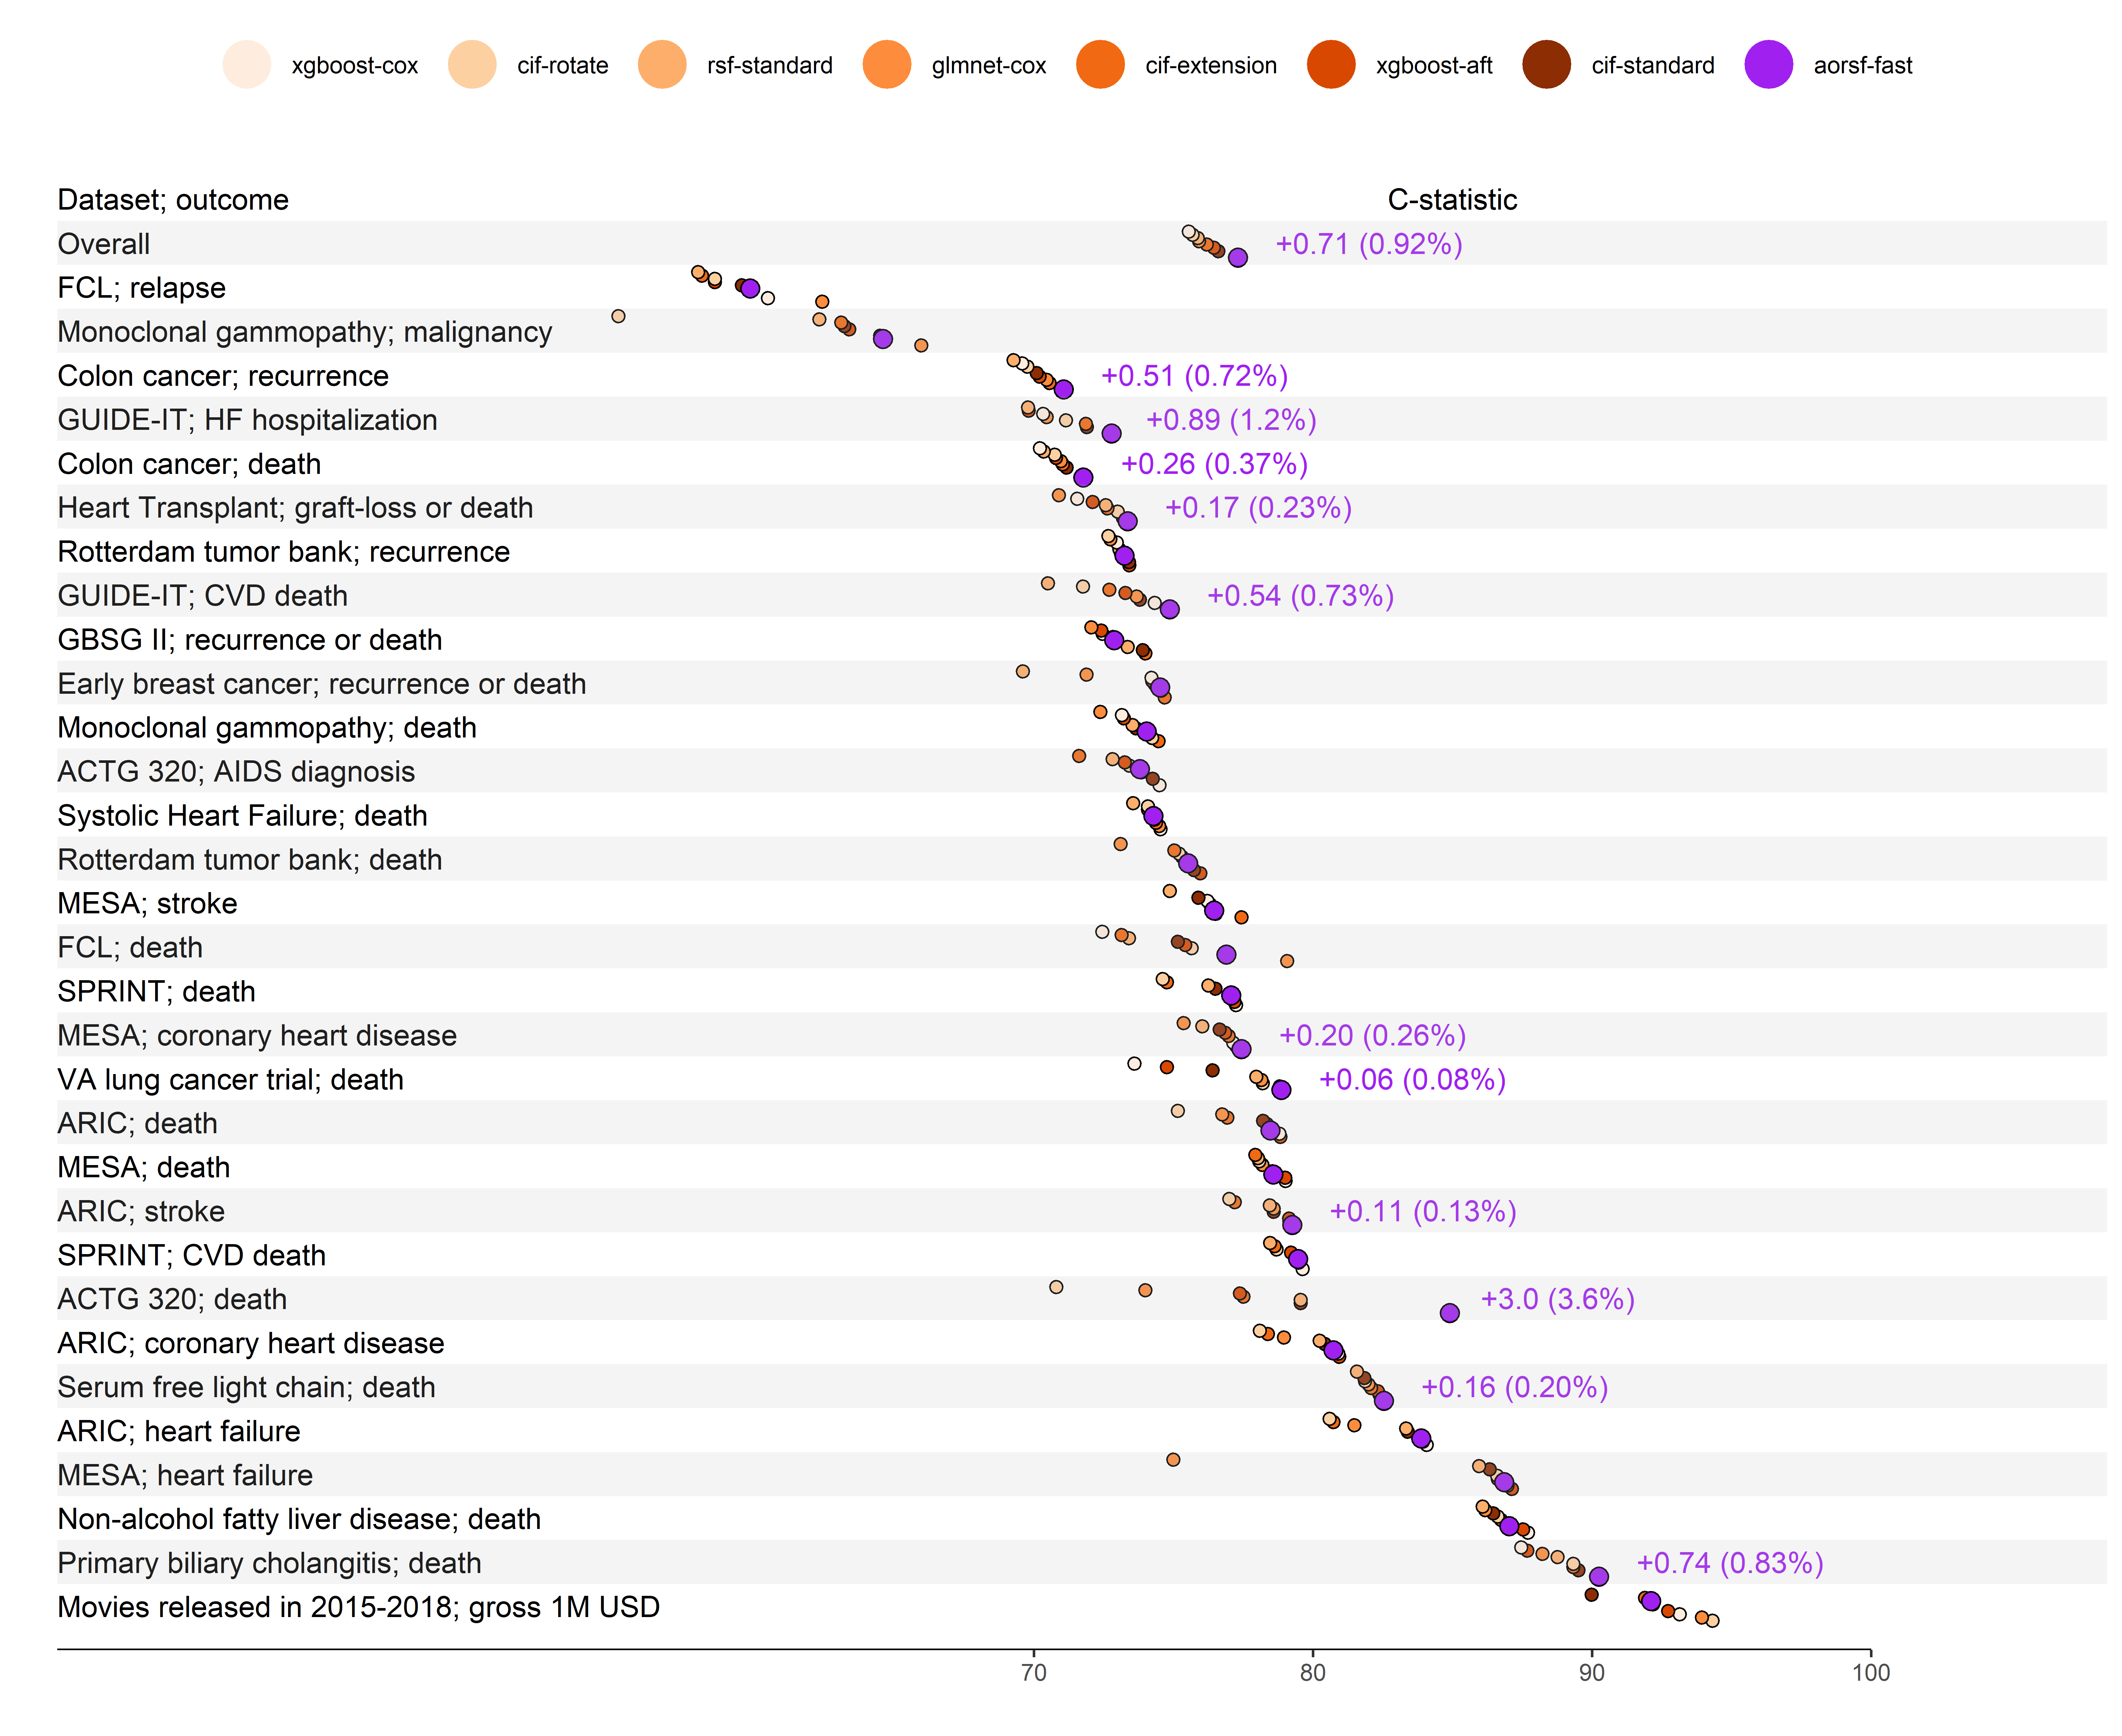 xgboost-cox cif-rotate rsf-standard glmnet-cox cif-extension xgboost-aft cif-standard aorsf-fast
Dataset; outcome C-statistic
Overall +0.71 (0.92%)
FCL; relapse
Monoclonal gammopathy; malignancy
Colon cancer; recurrence +0.51 (0.72%)
GUIDE-IT; HF hospitalization +0.89 (1.2%)
Colon cancer; death +0.26 (0.37%)
Heart Transplant; graft-loss or death +0.17 (0.23%)
Rotterdam tumor bank; recurrence
GUIDE-IT; CVD death +0.54 (0.73%)
GBSG II; recurrence or death
Early breast cancer; recurrence or death
Monoclonal gammopathy; death
ACTG 320; AIDS diagnosis
Systolic Heart Failure; death
Rotterdam tumor bank; death
MESA; stroke
FCL; death
SPRINT; death
MESA; coronary heart disease +0.20 (0.26%)
VA lung cancer trial; death +0.06 (0.08%)
ARIC; death
MESA; death
ARIC; stroke +0.11 (0.13%)
SPRINT; CVD death
ACTG 320; death +3.0 (3.6%)
ARIC; coronary heart disease
Serum free light chain; death +0.16 (0.20%)
ARIC; heart failure
MESA; heart failure
Non-alcohol fatty liver disease; death
Primary biliary cholangitis; death +0.74 (0.83%)
Movies released in 2015-2018; gross 1M USD
70 80 90 100